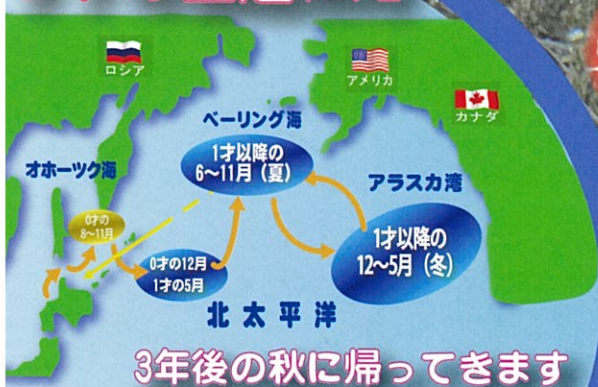 ロシア
アメリカ
カナダ
ベーリング海
オホーツク海
1才以降の
6〜11月（夏）
アラスカ湾
0才の
8〜11月
1才以降の
12〜5月（冬）
0才の12月
1才の5月
北太平洋
3年後の秋に帰ってきます